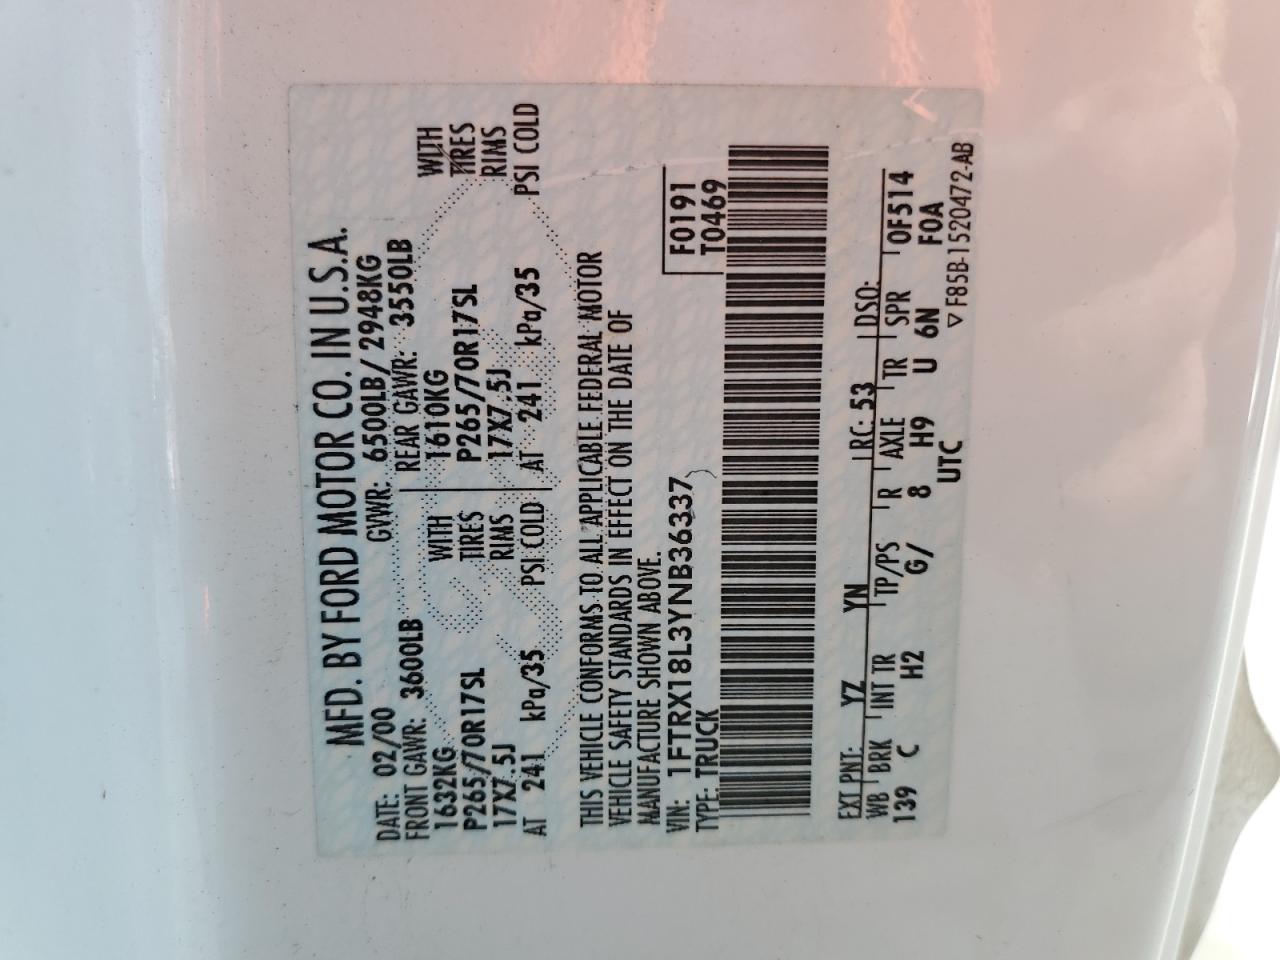 MFD. BY FORD MOTOR CO. IN U.S.A.
DATE: 02/00 GVWR: 6500LB/ 2948KG
FRONT GAWR: 3600LB REAR GAWR: 3550LB
1632KG WITH 1610KG WITH
P265/70R17SL TIRES P265/70R17SL TIRES
17X7.5J RIMS 17X7.5J RIMS
AT 241 kPa/35 PSI COLD AT 241 kPa/35 PSI COLD
THIS VEHICLE CONFORMS TO ALL APPLICABLE FEDERAL MOTOR
VEHICLE SAFETY STANDARDS IN EFFECT ON THE DATE OF
MANUFACTURE SHOWN ABOVE.
VIN: 1FTRX18L3YNB36337 F0191
TYPE: TRUCK T0469
EXT PNT: YZ YN RC: 53 DSO:
WB BRK INT TR TP/PS R AXLE TR SPR 0F514
139 C H2 G/ 8 H9 U 6N F0A
UTC ▽ F85B-1520472-AB